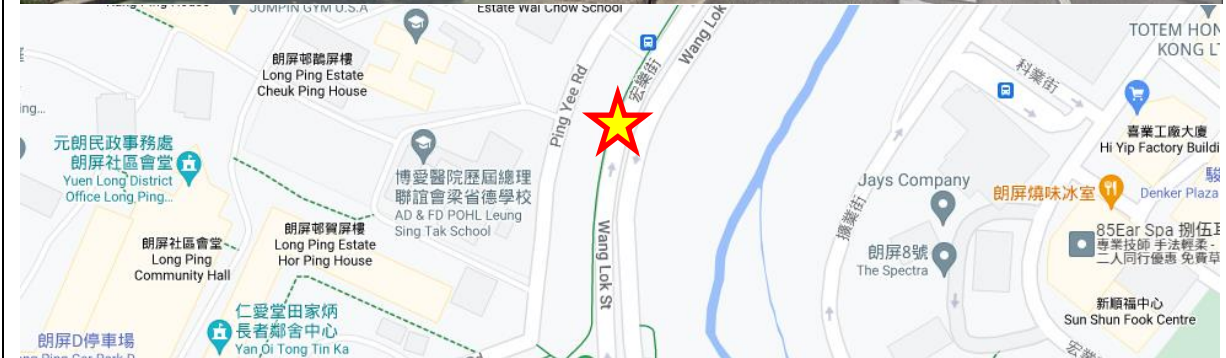 JUMPIN GYM U.S.A
Estate Wai Chow School
朗屏邨鵲屏樓
Long Ping Estate
Cheuk Ping House
元朗民政事務處
朗屏社區會堂
Yuen Long District
Office Long Ping...
朗屏社區會堂
Long Ping
Community Hall
朗屏邨賀屏樓
Long Ping Estate
Hor Ping House
仁愛堂田家炳
長者鄰舍中心
Yan Oi Tong Tin Ka
朗屏D停車場
博愛醫院歷屆總理
聯誼會梁省德學校
AD & FD POHL Leung
Sing Tak School
Ping Yee Rd
宏樂街
Wang Lok
Wang Lok St
擴業街
Jays Company
朗屏8號
The Spectra
科業街
TOTEM HON
KONG LT
喜業工廠大廈
Hi Yip Factory Buildi
朗屏燒味冰室
駿
Denker Plaza
85Ear Spa 捌伍耳
專業技師 手法輕柔 -
二人同行優惠 免費草
新順福中心
Sun Shun Fook Centre
宏業